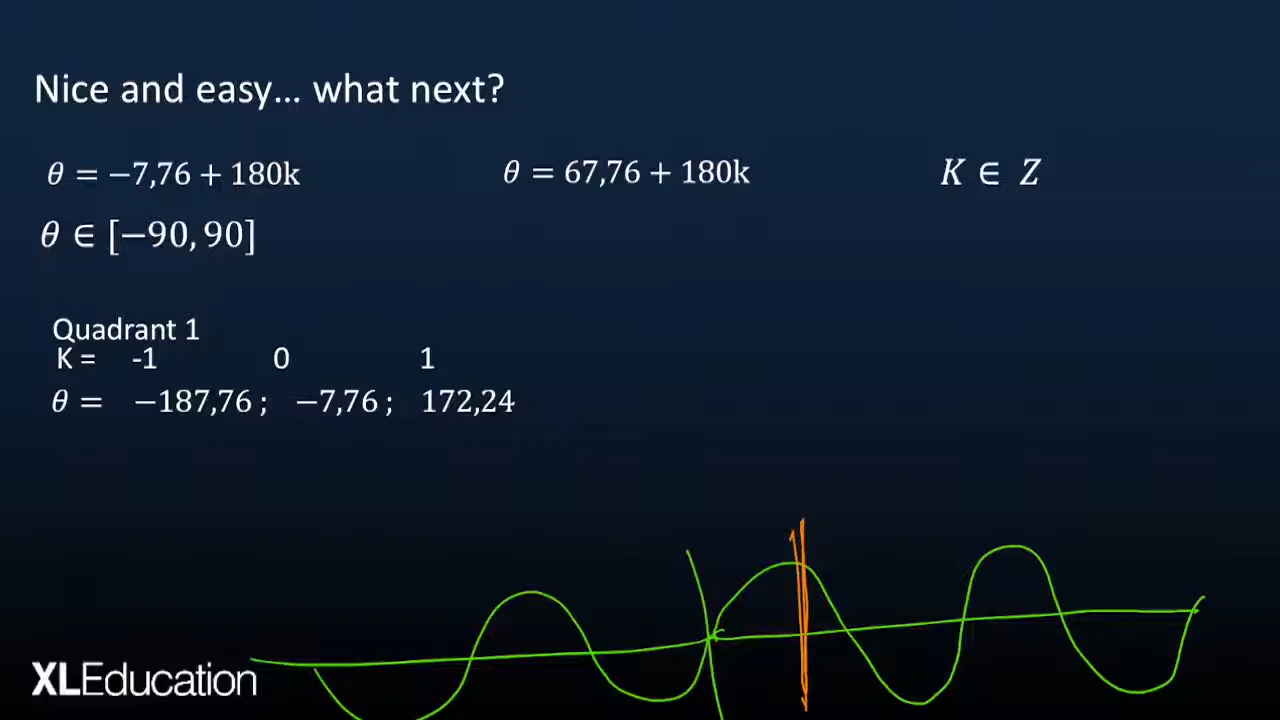 Nice and easy... what next?
θ = −7,76 + 180k θ = 67,76 + 180k K ∈ Z
θ ∈ [−90, 90]
Quadrant 1
K = -1 0 1
θ = −187,76 ; −7,76 ; 172,24
XLEducation